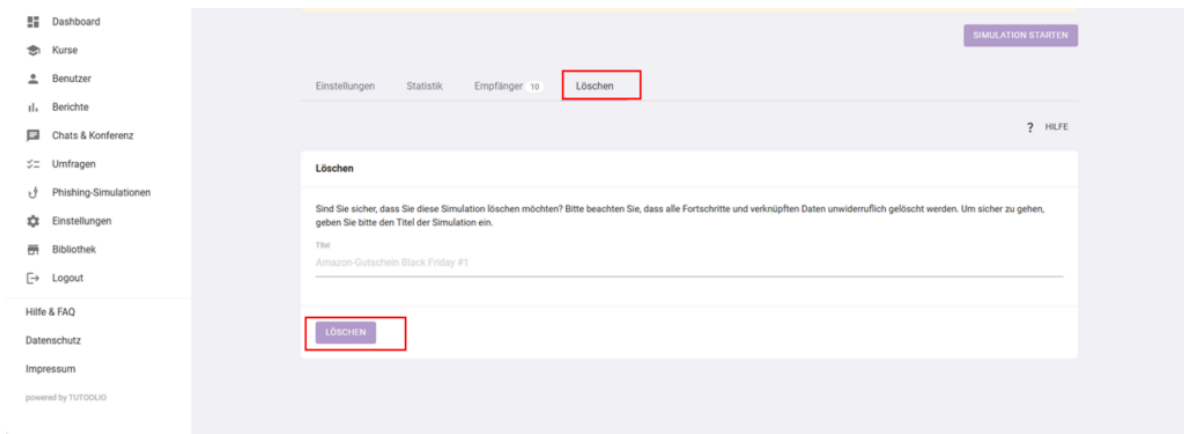 Dashboard
Kurse
Benutzer
Berichte
Chats & Konferenz
Umfragen
Phishing-Simulationen
Einstellungen
Bibliothek
Logout
Hilfe & FAQ
Datenschutz
Impressum
powered by TUTOOLIO
SIMULATION STARTEN
Einstellungen Statistik Empfänger 10 Löschen
? HILFE
Löschen
Sind Sie sicher, dass Sie diese Simulation löschen möchten? Bitte beachten Sie, dass alle Fortschritte und verknüpften Daten unwiderruflich gelöscht werden. Um sicher zu gehen,
geben Sie bitte den Titel der Simulation ein.
Titel
Amazon-Gutschein Black Friday #1
LÖSCHEN